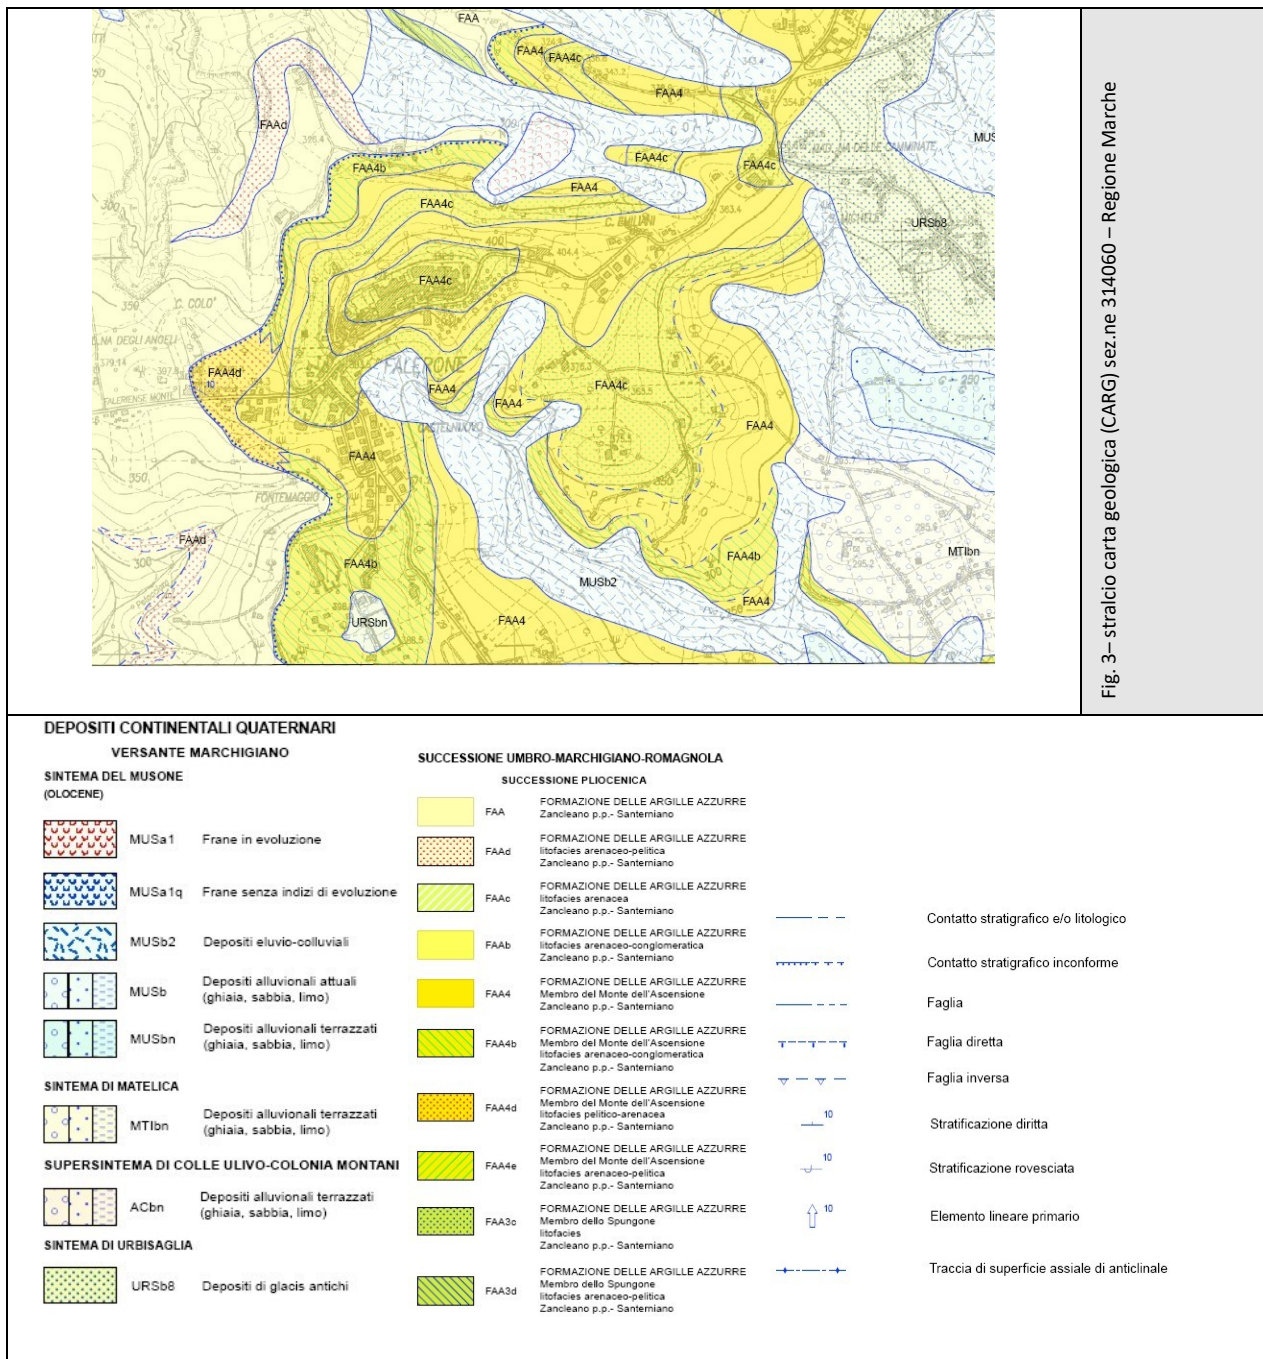 FAA
FAA4
FAA4c
FAA4
FAAd
FAA4b
FAA4c
FAA4c
FAA4
FAA4c
C. EMILIANI
URSb8
FAA4c
C. COLO'
FALERONE
FAA4d
FALERIENSE MONTE
FAA4
FAA4
FAA4c
FAA4
FAA4
FONTEMAGGIO
FAAd
FAA4b
FAA4b
MTIbn
MUSb2
FAA4
URSbn
FAA4
Fig. 3– stralcio carta geologica (CARG) sez.ne 314060 – Regione Marche
DEPOSITI CONTINENTALI QUATERNARI
VERSANTE MARCHIGIANO
SINTEMA DEL MUSONE
(OLOCENE)
MUSa1 Frane in evoluzione
MUSa1q Frane senza indizi di evoluzione
MUSb2 Depositi eluvio-colluviali
MUSb Depositi alluvionali attuali
(ghiaia, sabbia, limo)
MUSbn Depositi alluvionali terrazzati
(ghiaia, sabbia, limo)
SINTEMA DI MATELICA
MTIbn Depositi alluvionali terrazzati
(ghiaia, sabbia, limo)
SUPERSINTEMA DI COLLE ULIVO-COLONIA MONTANI
ACbn Depositi alluvionali terrazzati
(ghiaia, sabbia, limo)
SINTEMA DI URBISAGLIA
URSb8 Depositi di glacis antichi
SUCCESSIONE UMBRO-MARCHIGIANO-ROMAGNOLA
SUCCESSIONE PLIOCENICA
FAA FORMAZIONE DELLE ARGILLE AZZURRE
Zancleano p.p.- Santerniano
FAAd FORMAZIONE DELLE ARGILLE AZZURRE
litofacies arenaceo-pelitica
Zancleano p.p.- Santerniano
FAAc FORMAZIONE DELLE ARGILLE AZZURRE
litofacies arenacea
Zancleano p.p.- Santerniano
FAAb FORMAZIONE DELLE ARGILLE AZZURRE
litofacies arenaceo-conglomeratica
Zancleano p.p.- Santerniano
FAA4 FORMAZIONE DELLE ARGILLE AZZURRE
Membro del Monte dell'Ascensione
Zancleano p.p.- Santerniano
FAA4b FORMAZIONE DELLE ARGILLE AZZURRE
Membro del Monte dell'Ascensione
litofacies arenaceo-conglomeratica
Zancleano p.p.- Santerniano
FAA4d FORMAZIONE DELLE ARGILLE AZZURRE
Membro del Monte dell'Ascensione
litofacies pelitico-arenacea
Zancleano p.p.- Santerniano
FAA4e FORMAZIONE DELLE ARGILLE AZZURRE
Membro del Monte dell'Ascensione
litofacies arenaceo-pelitica
Zancleano p.p.- Santerniano
FAA3c FORMAZIONE DELLE ARGILLE AZZURRE
Membro dello Spungone
litofacies
Zancleano p.p.- Santerniano
FAA3d FORMAZIONE DELLE ARGILLE AZZURRE
Membro dello Spungone
litofacies arenaceo-pelitica
Zancleano p.p.- Santerniano
Contatto stratigrafico e/o litologico
Contatto stratigrafico inconforme
Faglia
Faglia diretta
Faglia inversa
10 Stratificazione diritta
10 Stratificazione rovesciata
10 Elemento lineare primario
Traccia di superficie assiale di anticlinale